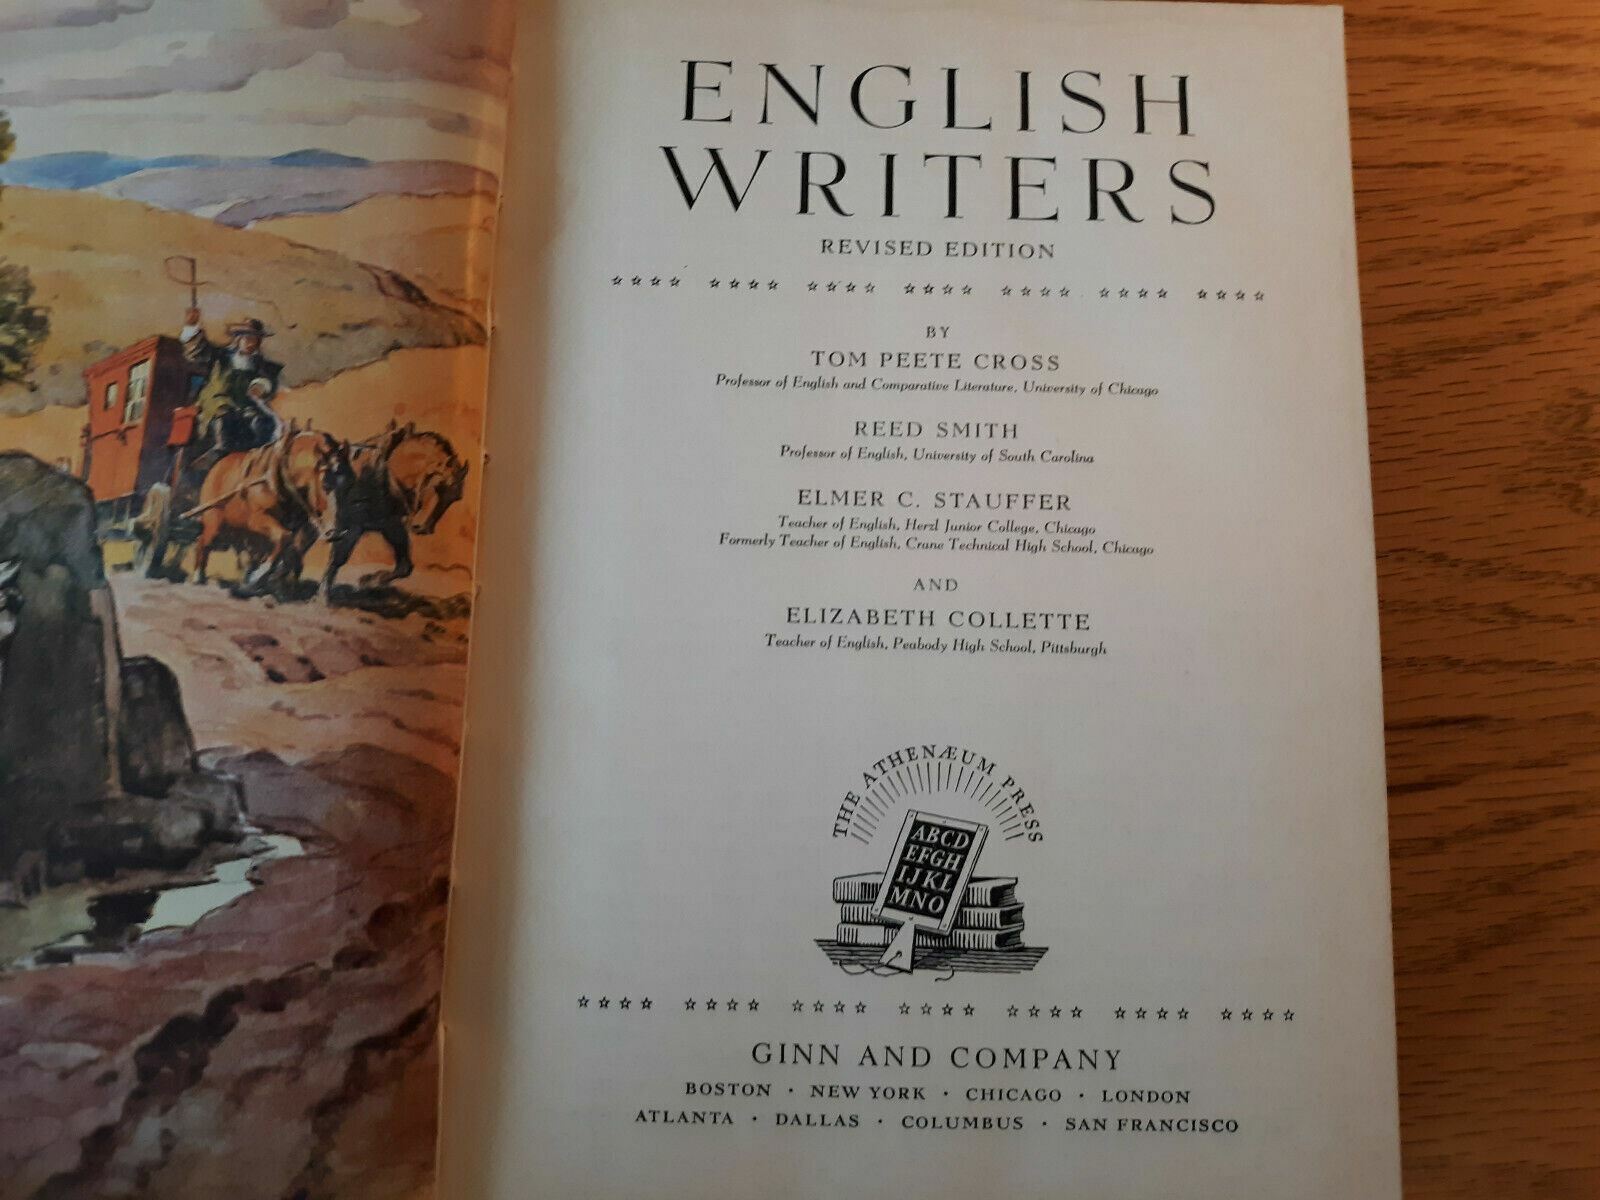 ENGLISH
WRITERS
REVISED EDITION
BY
TOM PEETE CROSS
Professor of English and Comparative Literature, University of Chicago
REED SMITH
Professor of English, University of South Carolina
ELMER C. STAUFFER
Teacher of English, Herzl Junior College, Chicago
Formerly Teacher of English, Crane Technical High School, Chicago
AND
ELIZABETH COLLETTE
Teacher of English, Peabody High School, Pittsburgh
THE ATHENÆUM PRESS
ABCD
EFGH
IJKL
MNO
GINN AND COMPANY
BOSTON · NEW YORK · CHICAGO · LONDON
ATLANTA · DALLAS · COLUMBUS · SAN FRANCISCO